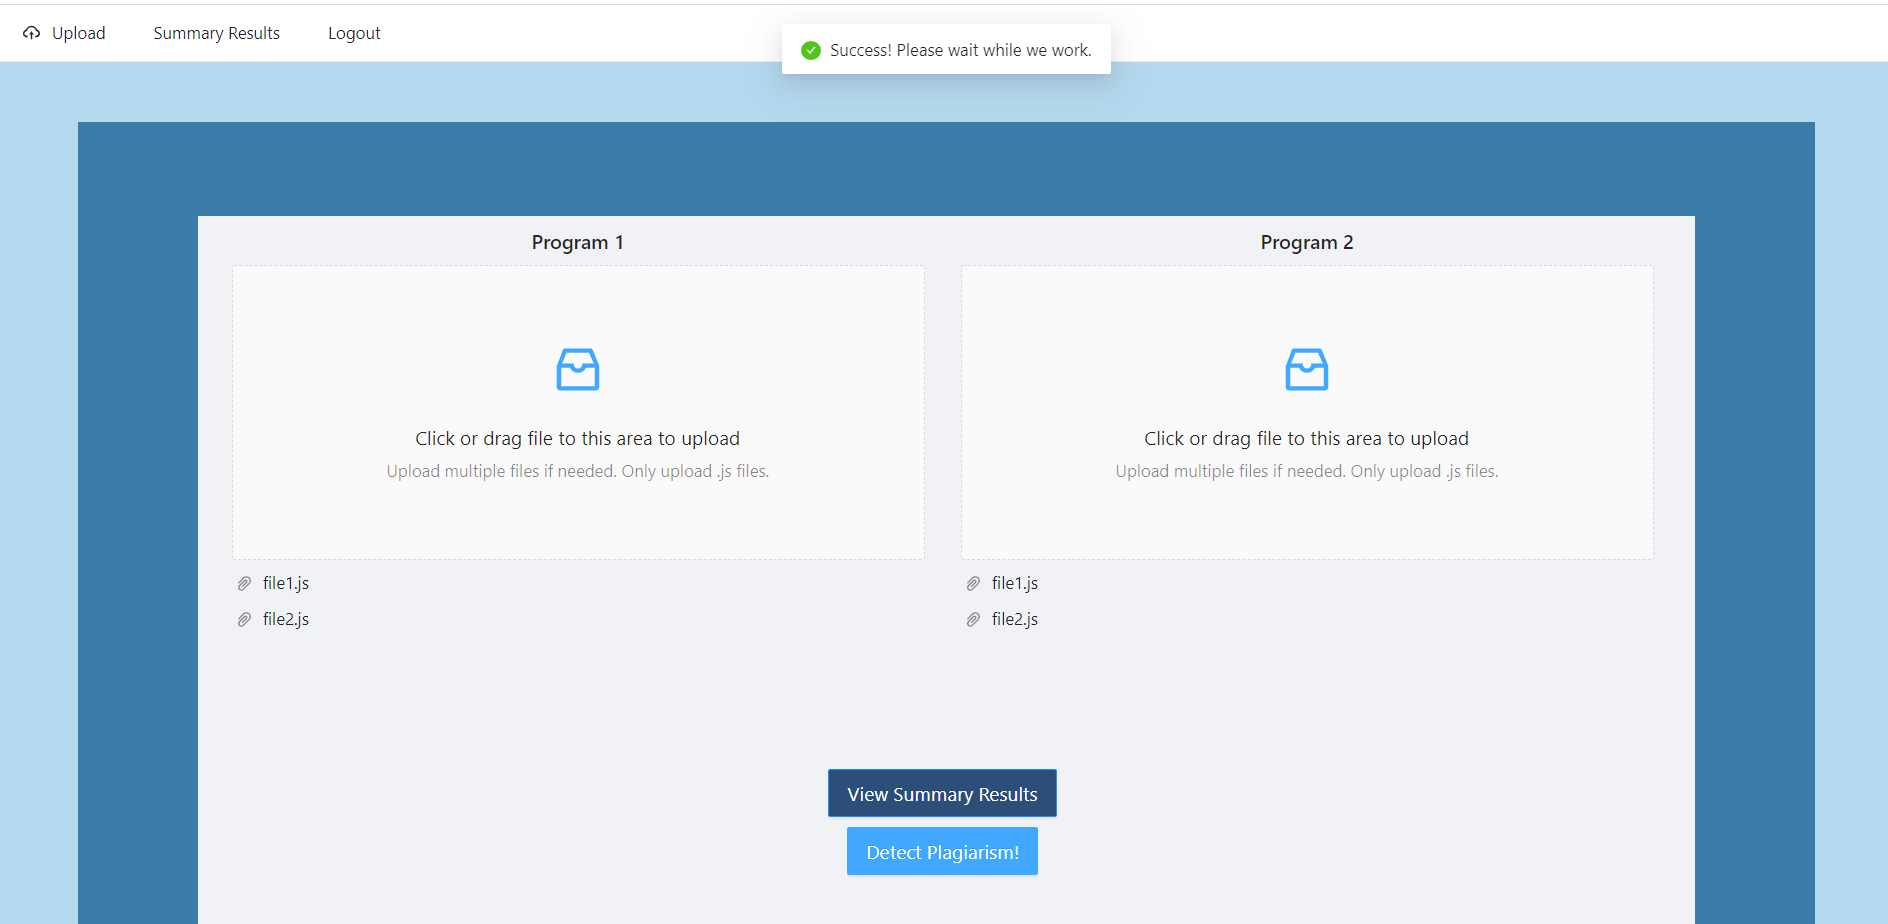 Upload Summary Results Logout
Success! Please wait while we work.
Program 1
Click or drag file to this area to upload
Upload multiple files if needed. Only upload .js files.
file1.js
file2.js
Program 2
Click or drag file to this area to upload
Upload multiple files if needed. Only upload .js files.
file1.js
file2.js
View Summary Results
Detect Plagiarism!